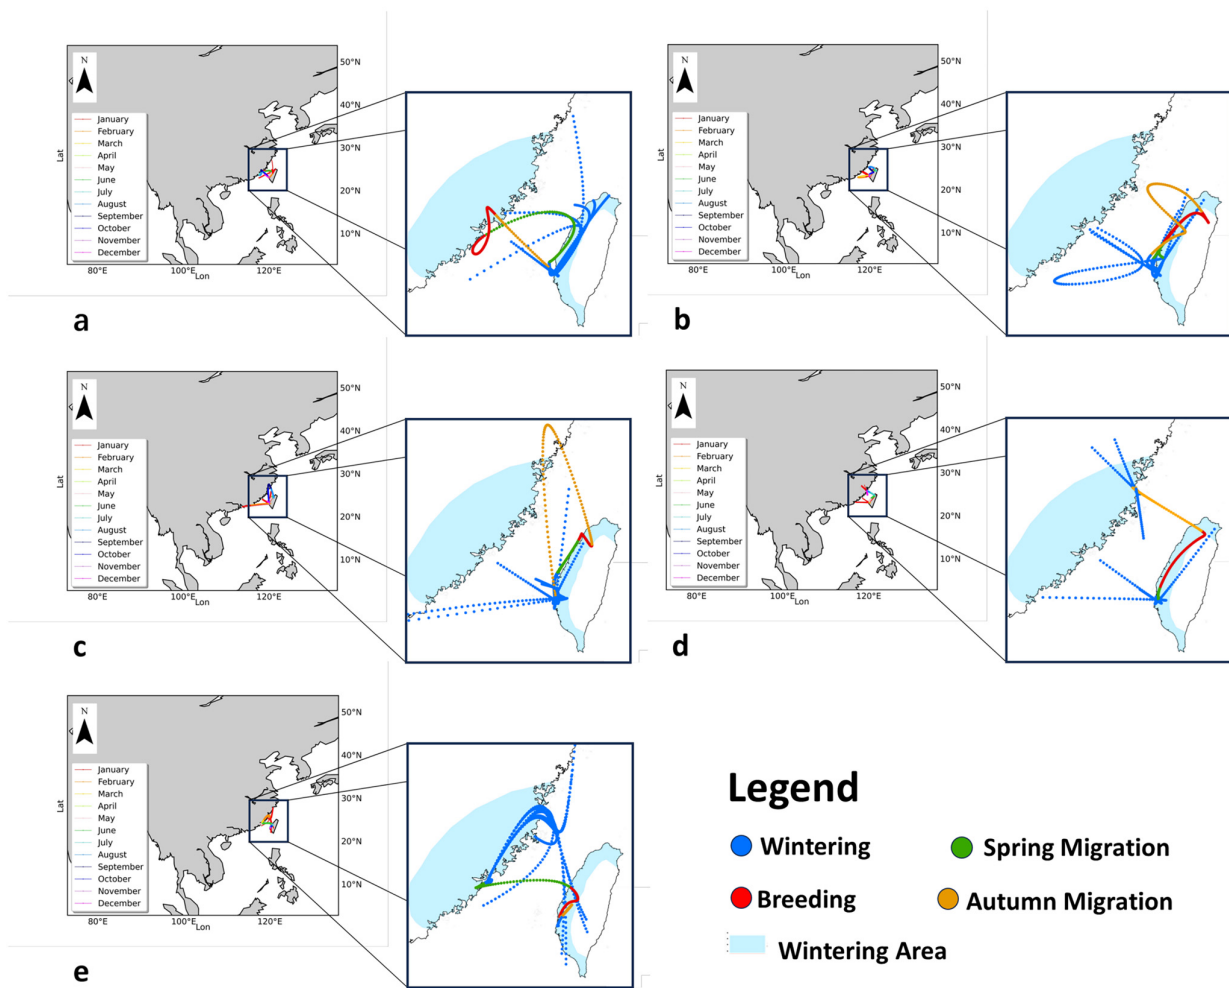 N
50°N
40°N
30°N
20°N
10°N
Lat
January
February
March
April
May
June
July
August
September
October
November
December
80°E
100°E
120°E
Lon
a
N
50°N
40°N
30°N
20°N
10°N
Lat
January
February
March
April
May
June
July
August
September
October
November
December
80°E
100°E
120°E
Lon
b
N
50°N
40°N
30°N
20°N
10°N
Lat
January
February
March
April
May
June
July
August
September
October
November
December
80°E
100°E
120°E
Lon
c
N
50°N
40°N
30°N
20°N
10°N
Lat
January
February
March
April
May
June
July
August
September
October
November
December
80°E
100°E
120°E
Lon
d
N
50°N
40°N
30°N
20°N
10°N
Lat
January
February
March
April
May
June
July
August
September
October
November
December
80°E
100°E
120°E
Lon
e
Legend
Wintering
Spring Migration
Breeding
Autumn Migration
Wintering Area